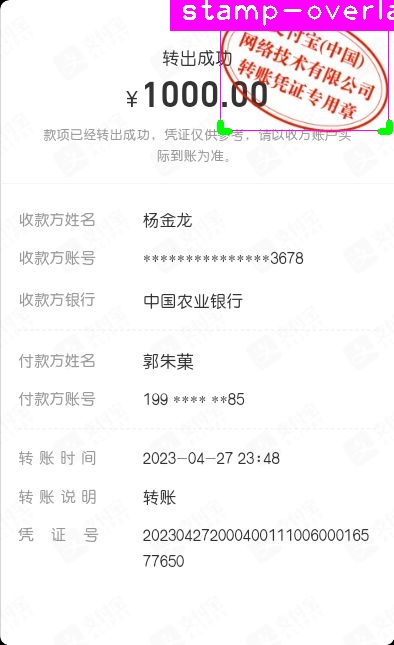 stamp-overla
支付宝(中国)
网络技术有限公司
转账凭证专用章
转出成功
¥1000.00
款项已经转出成功，凭证仅供参考，请以收方账户实
际到账为准。
收款方姓名 杨金龙
收款方账号 ***************3678
收款方银行 中国农业银行
付款方姓名 郭朱菓
付款方账号 199 **** **85
转账时间 2023-04-27 23:48
转账说明 转账
凭证号 202304272000400111006000165
77650